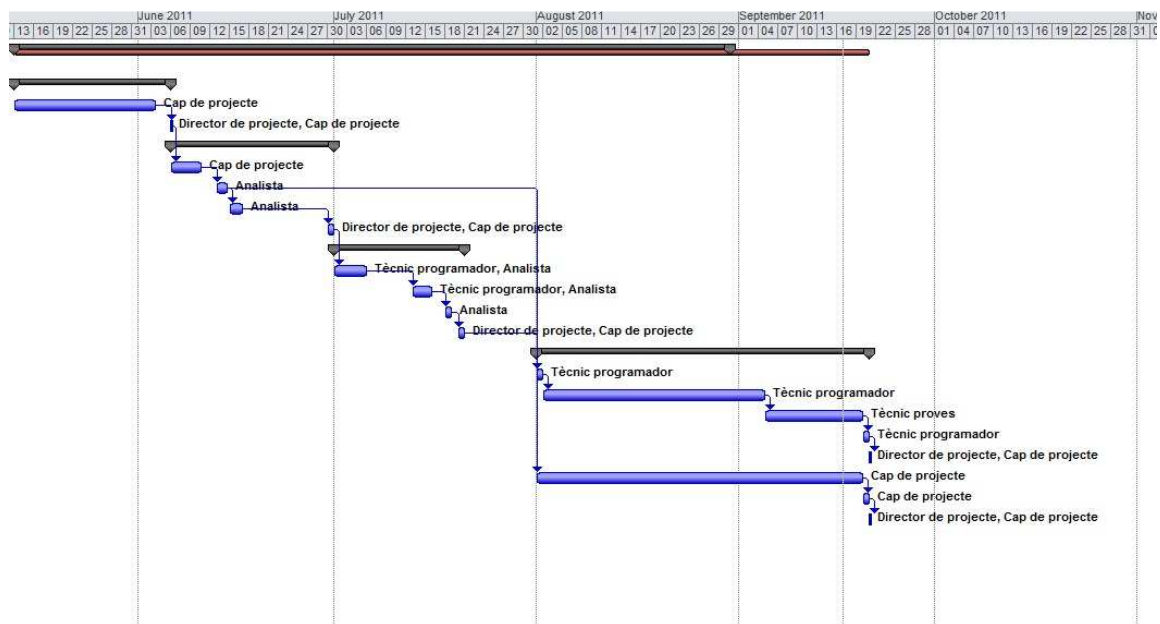 June 2011 July 2011 August 2011 September 2011 October 2011 Nov
13 16 19 22 25 28 31 03 06 09 12 15 18 21 24 27 30 03 06 09 12 15 18 21 24 27 30 02 05 08 11 14 17 20 23 26 29 01 04 07 10 13 16 19 22 25 28 01 04 07 10 13 16 19 22 25 28 31
Cap de projecte
Director de projecte, Cap de projecte
Cap de projecte
Analista
Analista
Director de projecte, Cap de projecte
Tècnic programador, Analista
Tècnic programador, Analista
Analista
Director de projecte, Cap de projecte
Tècnic programador
Tècnic programador
Tècnic proves
Tècnic programador
Director de projecte, Cap de projecte
Cap de projecte
Cap de projecte
Director de projecte, Cap de projecte